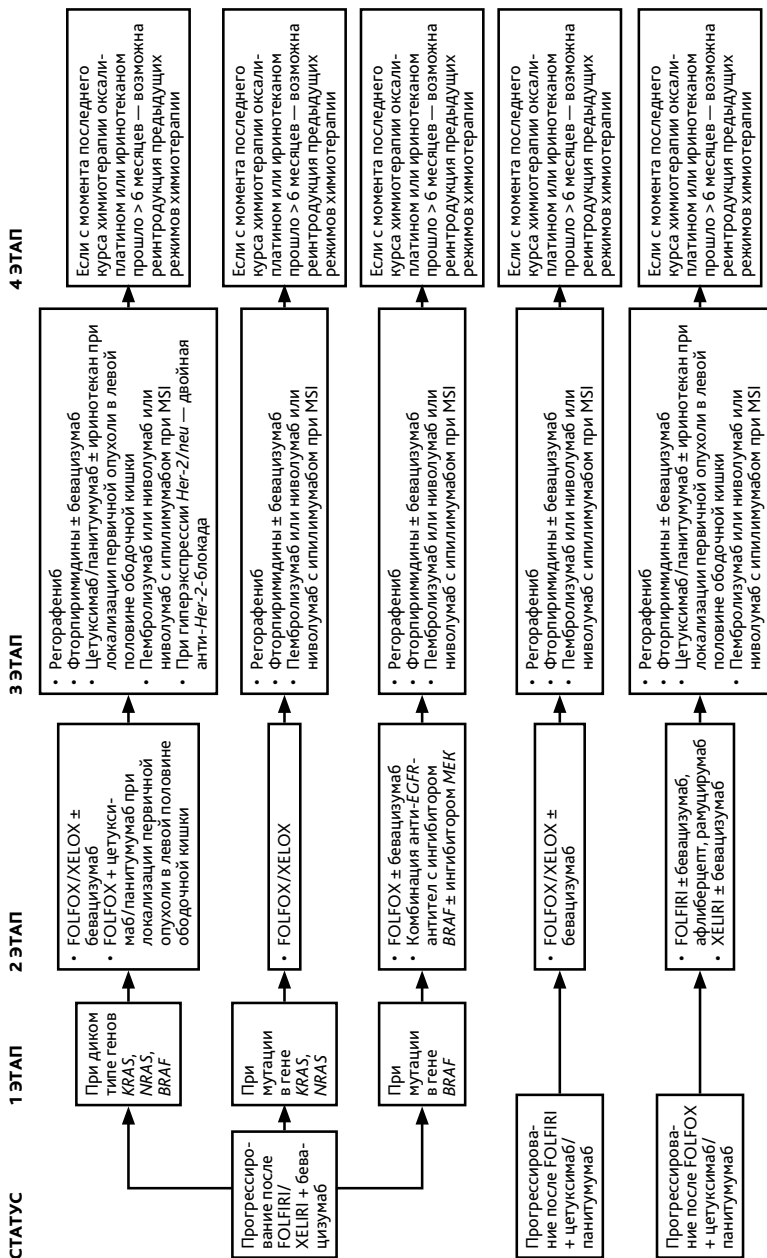 СТАТУС
1 ЭТАП
2 ЭТАП
3 ЭТАП
4 ЭТАП
Прогрессиро-
вание после
FOLFIRI/
XELIRI + бева-
цизумаб
При диком
типе генов
KRAS,
NRAS,
BRAF
• FOLFOX/XELOX ±
бевацизумаб
• FOLFOX + цетукси-
маб/панитумумаб при
локализации первичной
опухоли в левой половине
ободочной кишки
• Регорафениб
• Фторпиримидины ± бевацизумаб
• Цетуксимаб/панитумумаб ± иринотекан при
локализации первичной опухоли в левой
половине ободочной кишки
• Пембролизумаб или ниволумаб или
ниволумаб с ипилимумабом при MSI
• При гиперэкспрессии Her-2/neu — двойная
анти-Her-2-блокада
Если с момента последнего
курса химиотерапии оксали-
платином или иринотеканом
прошло > 6 месяцев — возможна
реинтродукция предыдущих
режимов химиотерапии
При
мутации
в гене
KRAS,
NRAS
• FOLFOX/XELOX
• Регорафениб
• Фторпиримидины ± бевацизумаб
• Пембролизумаб или ниволумаб или
ниволумаб с ипилимумабом при MSI
Если с момента последнего
курса химиотерапии оксали-
платином или иринотеканом
прошло > 6 месяцев — возможна
реинтродукция предыдущих
режимов химиотерапии
При
мутации
в гене
BRAF
• FOLFOX ± бевацизумаб
• Комбинация анти-EGFR-
антител с ингибитором
BRAF ± ингибитором MEK
• Регорафениб
• Фторпиримидины ± бевацизумаб
• Пембролизумаб или ниволумаб или
ниволумаб с ипилимумабом при MSI
Если с момента последнего
курса химиотерапии оксали-
платином или иринотеканом
прошло > 6 месяцев — возможна
реинтродукция предыдущих
режимов химиотерапии
Прогрессирова-
ние после FOLFIRI
+ цетуксимаб/
панитумумаб
• FOLFOX/XELOX ±
бевацизумаб
• Регорафениб
• Фторпиримидины ± бевацизумаб
• Пембролизумаб или ниволумаб или
ниволумаб с ипилимумабом при MSI
Если с момента последнего
курса химиотерапии оксали-
платином или иринотеканом
прошло > 6 месяцев — возможна
реинтродукция предыдущих
режимов химиотерапии
Прогрессирова-
ние после FOLFOX
+ цетуксимаб/
панитумумаб
• FOLFIRI ± бевацизумаб,
афлиберцепт, рамуцирумаб
• XELIRI ± бевацизумаб
• Регорафениб
• Фторпиримидины ± бевацизумаб
• Цетуксимаб/панитумумаб ± иринотекан при
локализации первичной опухоли в левой
половине ободочной кишки
• Пембролизумаб или ниволумаб или
ниволумаб с ипилимумабом при MSI
Если с момента последнего
курса химиотерапии оксали-
платином или иринотеканом
прошло > 6 месяцев — возможна
реинтродукция предыдущих
режимов химиотерапии